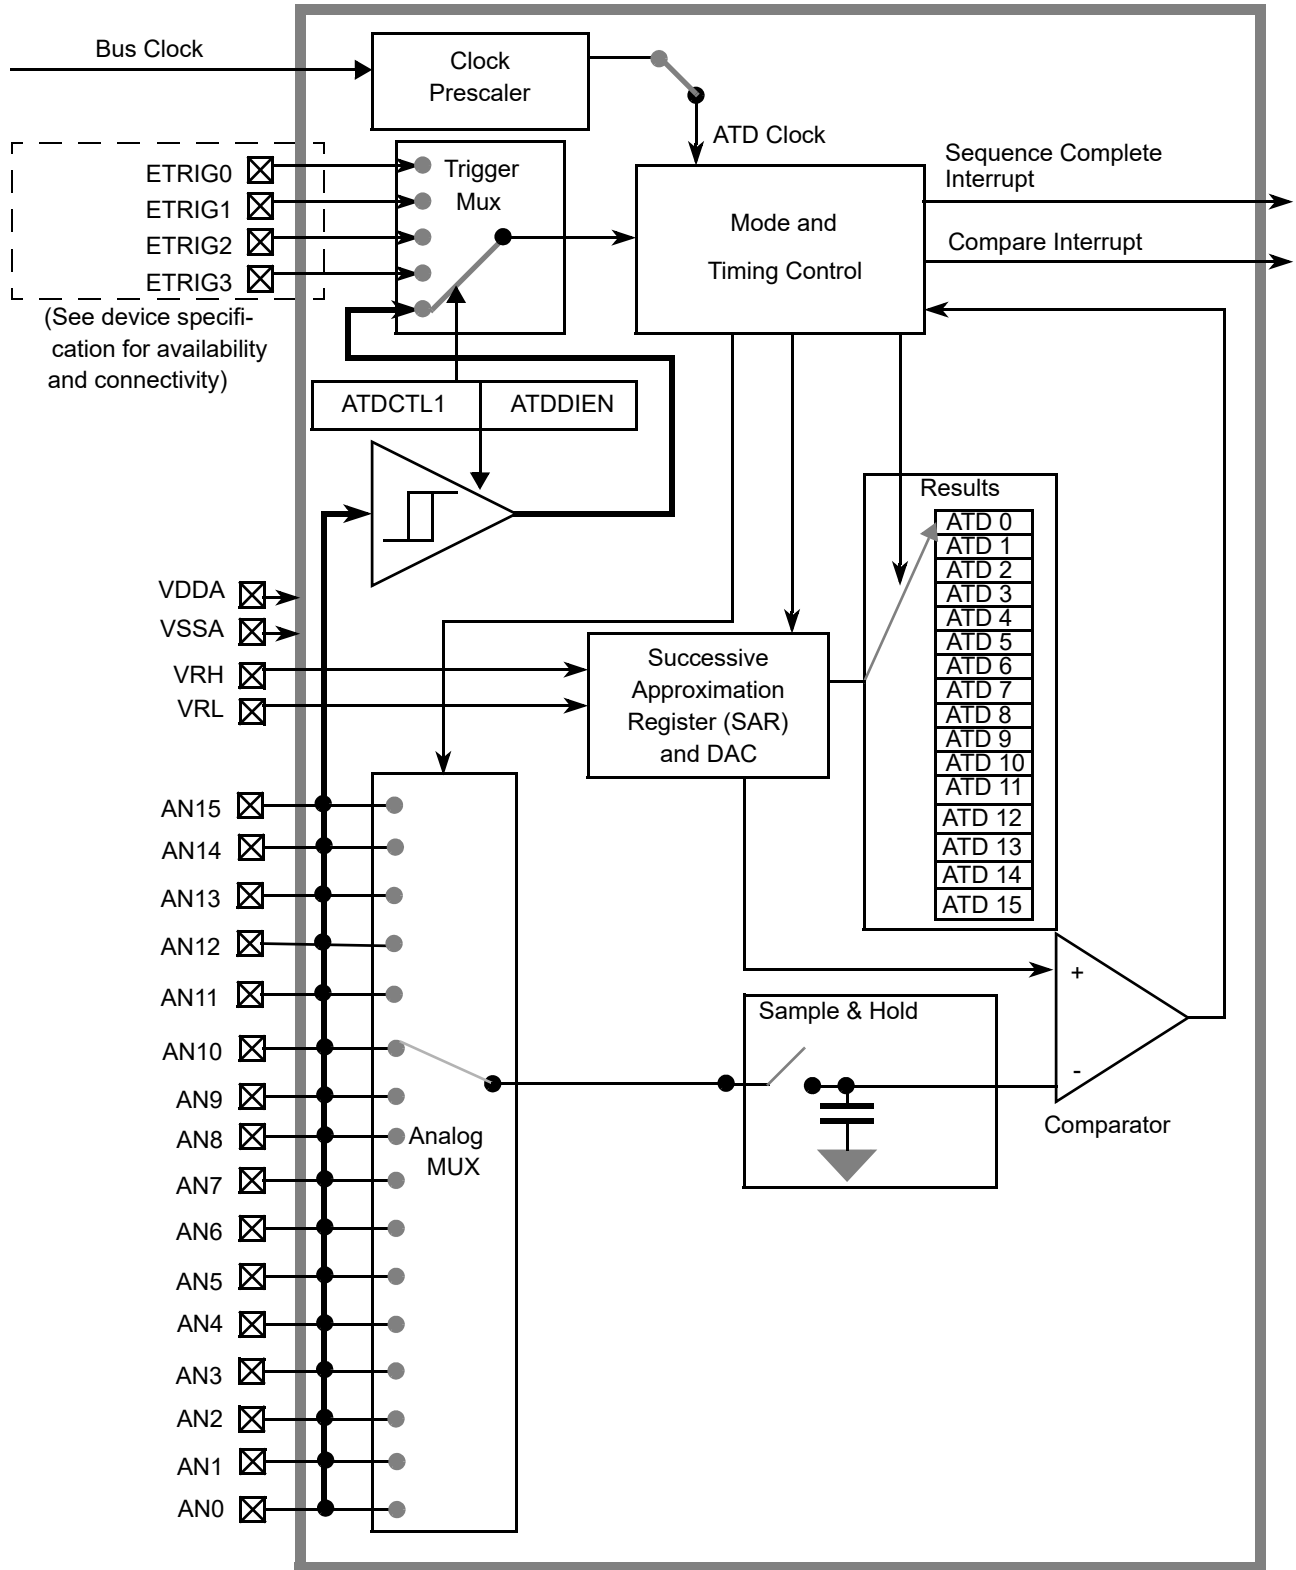 Bus Clock
Clock
Prescaler
ATD Clock
ETRIG0
ETRIG1
ETRIG2
ETRIG3
(See device specifi-
cation for availability
and connectivity)
Trigger
Mux
Mode and
Timing Control
Sequence Complete
Interrupt
Compare Interrupt
ATDCTL1
ATDDIEN
Results
ATD 0
ATD 1
ATD 2
ATD 3
ATD 4
ATD 5
ATD 6
ATD 7
ATD 8
ATD 9
ATD 10
ATD 11
ATD 12
ATD 13
ATD 14
ATD 15
VDDA
VSSA
VRH
VRL
Successive
Approximation
Register (SAR)
and DAC
AN15
AN14
AN13
AN12
AN11
AN10
AN9
AN8
AN7
AN6
AN5
AN4
AN3
AN2
AN1
AN0
Analog
MUX
Sample & Hold
+
-
Comparator